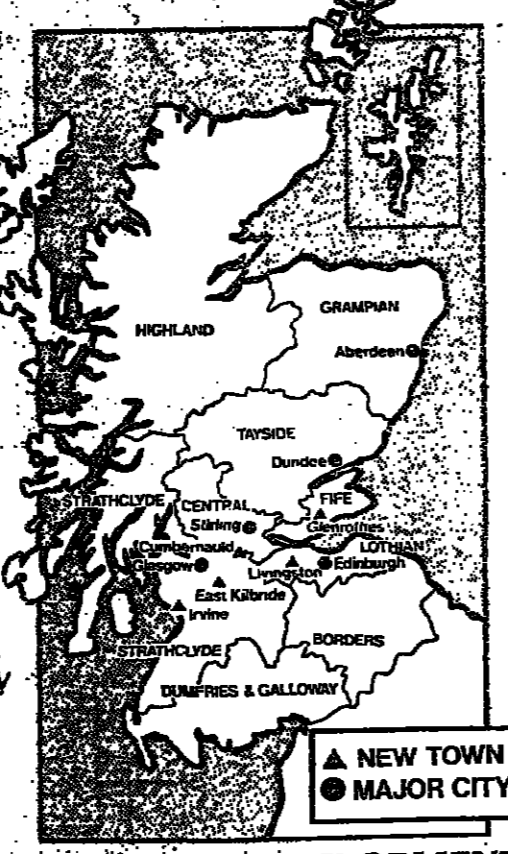 GRAMPIAN
HIGHLAND
Aberdeen
TAYSIDE
Dundee
STRATHCLYDE
CENTRAL
FIFE
Stirling
Glenrothes
Cumbernauld
LOTHIAN
Glasgow
Livingston
Edinburgh
East Kilbride
Irvine
STRATHCLYDE
BORDERS
DUMFRIES & GALLOWAY
NEW TOWN
MAJOR CITY